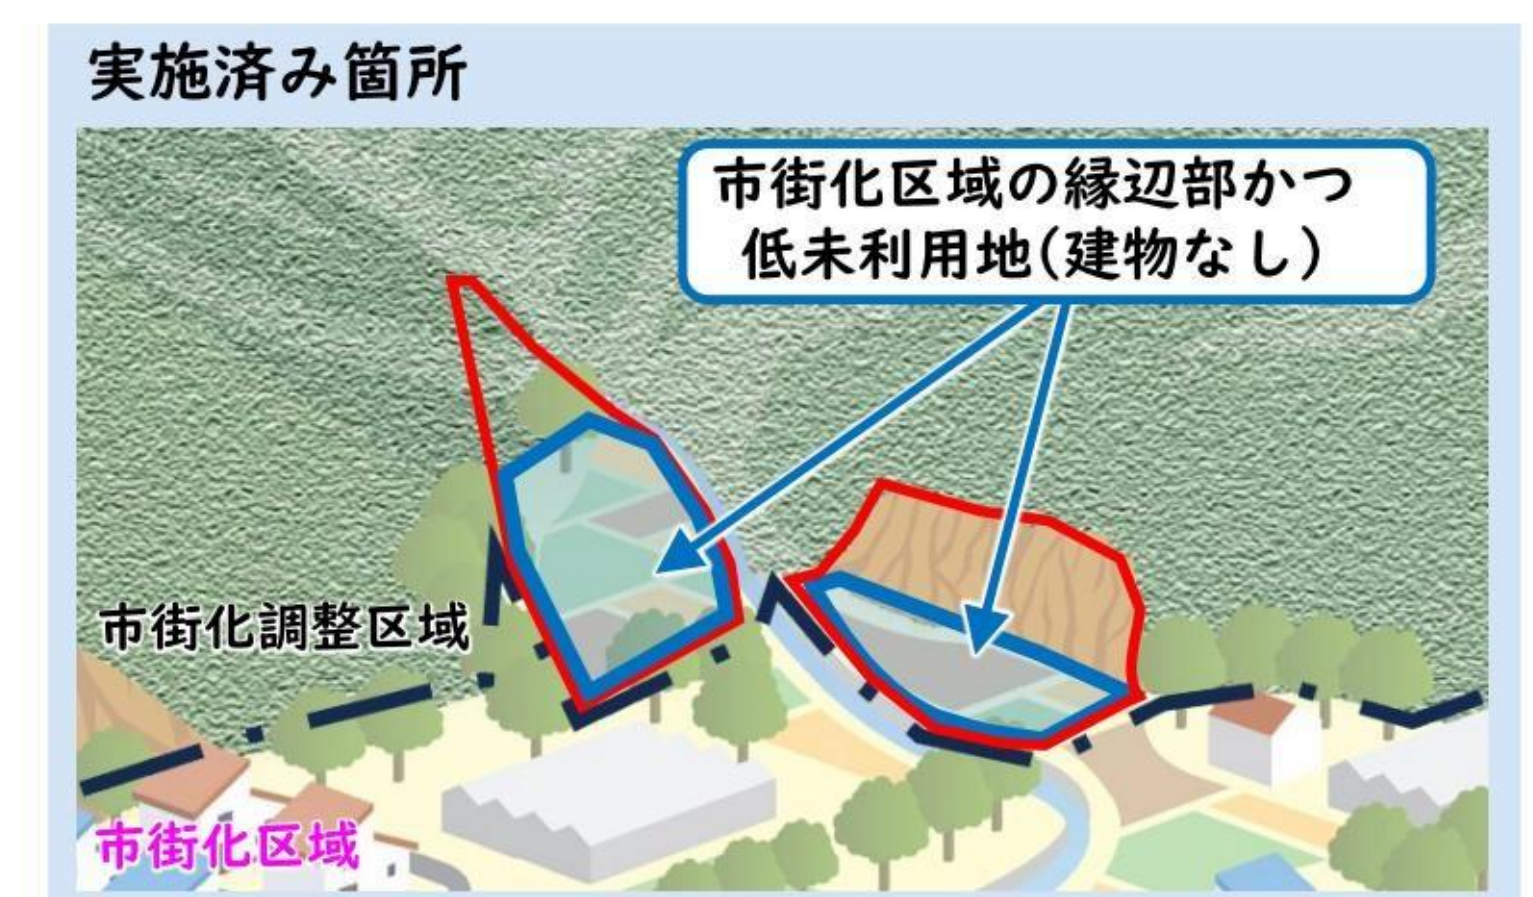 実施済み箇所
市街化区域の縁辺部かつ
低未利用地(建物なし)
市街化調整区域
市街化区域